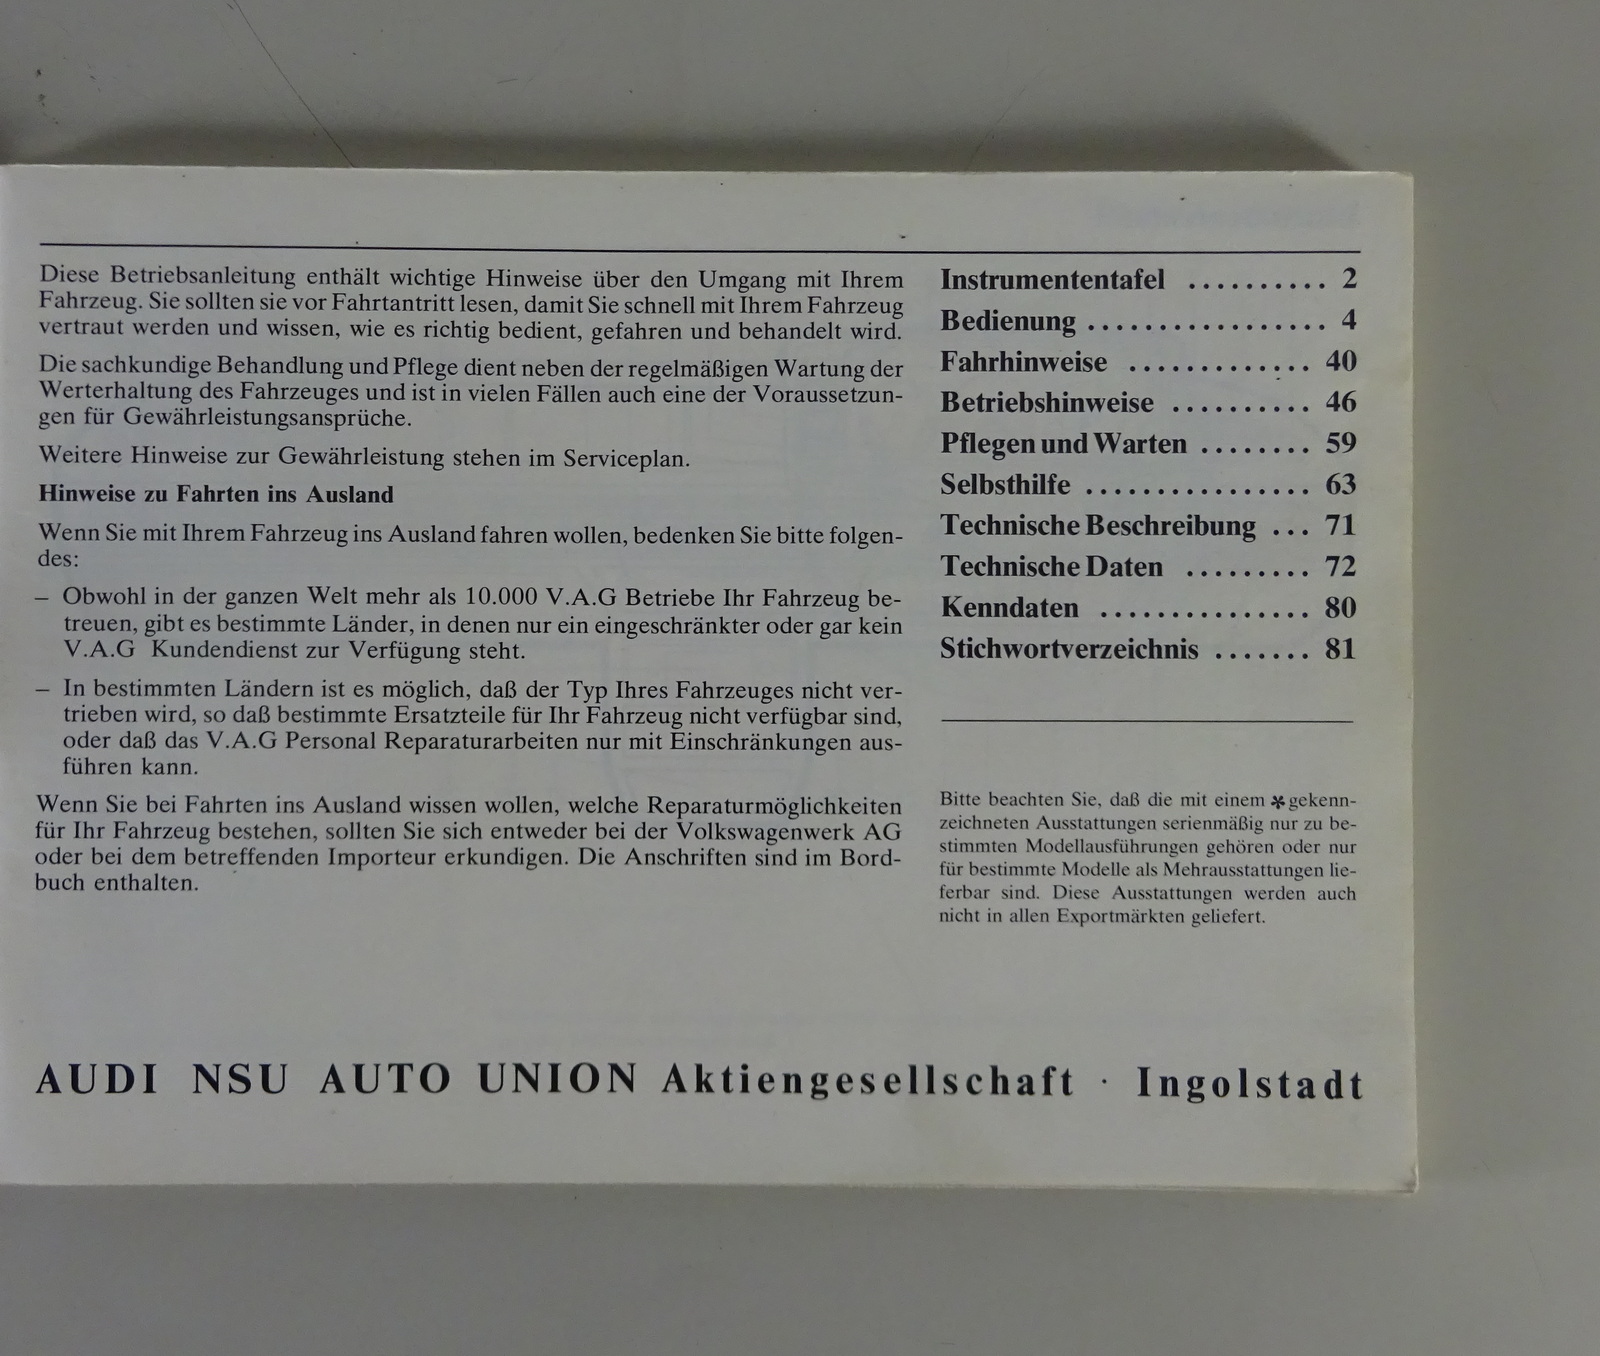 Diese Betriebsanleitung enthält wichtige Hinweise über den Umgang mit Ihrem
Fahrzeug. Sie sollten sie vor Fahrtantritt lesen, damit Sie schnell mit Ihrem Fahrzeug
vertraut werden und wissen, wie es richtig bedient, gefahren und behandelt wird.
Die sachkundige Behandlung und Pflege dient neben der regelmäßigen Wartung der
Werterhaltung des Fahrzeuges und ist in vielen Fällen auch eine der Voraussetzun-
gen für Gewährleistungsansprüche.
Weitere Hinweise zur Gewährleistung stehen im Serviceplan.
Hinweise zu Fahrten ins Ausland
Wenn Sie mit Ihrem Fahrzeug ins Ausland fahren wollen, bedenken Sie bitte folgen-
des:
– Obwohl in der ganzen Welt mehr als 10.000 V.A.G Betriebe Ihr Fahrzeug be-
treuen, gibt es bestimmte Länder, in denen nur ein eingeschränkter oder gar kein
V.A.G Kundendienst zur Verfügung steht.
– In bestimmten Ländern ist es möglich, daß der Typ Ihres Fahrzeuges nicht ver-
trieben wird, so daß bestimmte Ersatzteile für Ihr Fahrzeug nicht verfügbar sind,
oder daß das V.A.G Personal Reparaturarbeiten nur mit Einschränkungen aus-
führen kann.
Wenn Sie bei Fahrten ins Ausland wissen wollen, welche Reparaturmöglichkeiten
für Ihr Fahrzeug bestehen, sollten Sie sich entweder bei der Volkswagenwerk AG
oder bei dem betreffenden Importeur erkundigen. Die Anschriften sind im Bord-
buch enthalten.
Instrumententafel .......... 2
Bedienung ................. 4
Fahrhinweise ............. 40
Betriebshinweise .......... 46
Pflegen und Warten ........ 59
Selbsthilfe ................ 63
Technische Beschreibung ... 71
Technische Daten ......... 72
Kenndaten ............... 80
Stichwortverzeichnis ....... 81
Bitte beachten Sie, daß die mit einem ✱ gekenn-
zeichneten Ausstattungen serienmäßig nur zu be-
stimmten Modellausführungen gehören oder nur
für bestimmte Modelle als Mehrausstattungen lie-
ferbar sind. Diese Ausstattungen werden auch
nicht in allen Exportmärkten geliefert.
AUDI NSU AUTO UNION Aktiengesellschaft · Ingolstadt